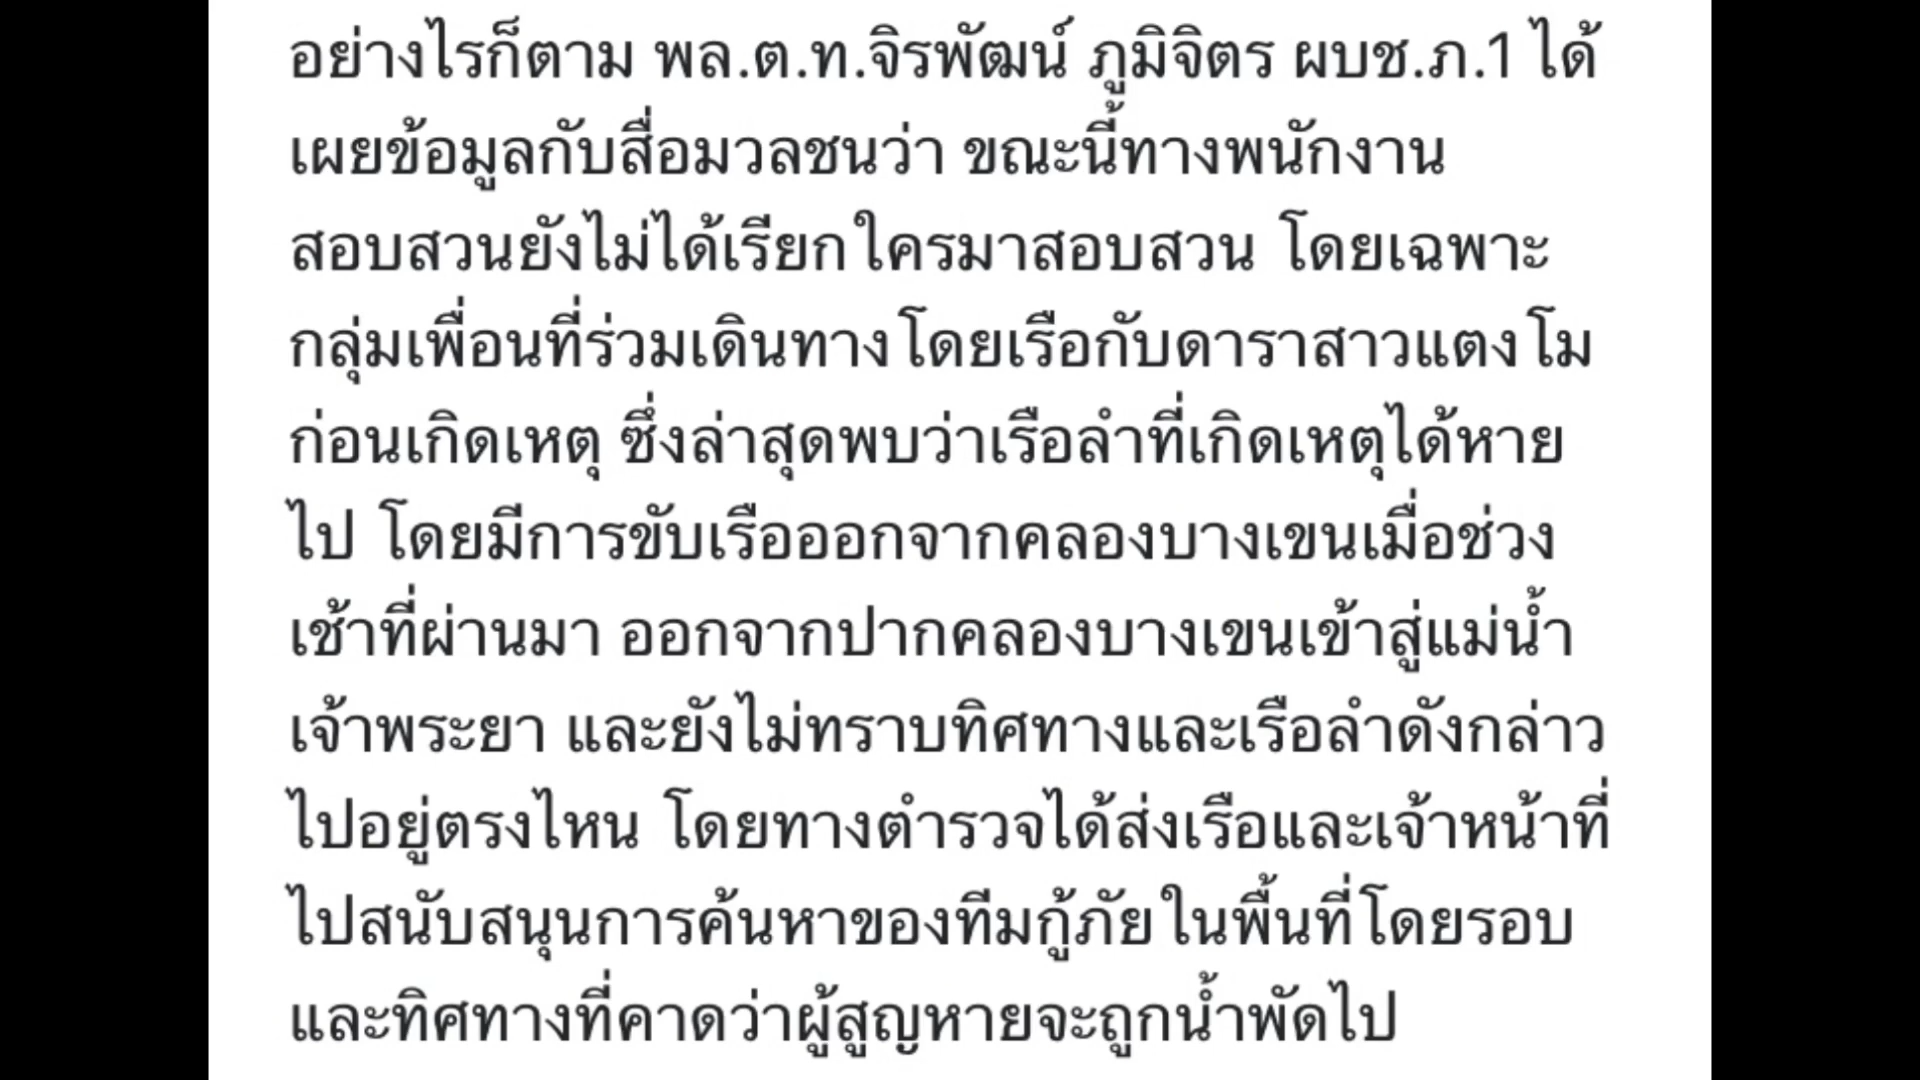 อย่างไรก็ตาม พล.ต.ท.จิรพัฒน์ ภูมิจิตร ผบช.ภ.1 ได้
เผยข้อมูลกับสื่อมวลชนว่า ขณะนี้ทางพนักงาน
สอบสวนยังไม่ได้เรียกใครมาสอบสวน โดยเฉพาะ
กลุ่มเพื่อนที่ร่วมเดินทางโดยเรือกับดาราสาวแตงโม
ก่อนเกิดเหตุ ซึ่งล่าสุดพบว่าเรือลำที่เกิดเหตุได้หาย
ไป โดยมีการขับเรือออกจากคลองบางเขนเมื่อช่วง
เช้าที่ผ่านมา ออกจากปากคลองบางเขนเข้าสู่แม่น้ำ
เจ้าพระยา และยังไม่ทราบทิศทางและเรือลำดังกล่าว
ไปอยู่ตรงไหน โดยทางตำรวจได้ส่งเรือและเจ้าหน้าที่
ไปสนับสนุนการค้นหาของทีมกู้ภัยในพื้นที่โดยรอบ
และทิศทางที่คาดว่าผู้สูญหายจะถูกน้ำพัดไป